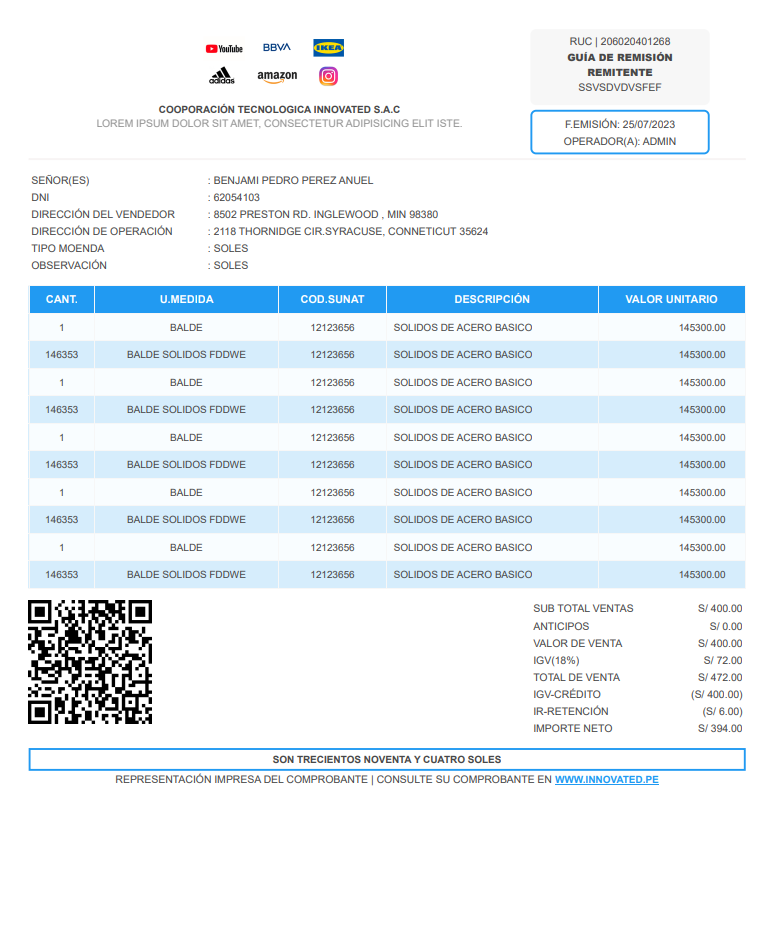 YouTube BBVA IKEA
adidas amazon
COOPORACIÓN TECNOLOGICA INNOVATED S.A.C
LOREM IPSUM DOLOR SIT AMET, CONSECTETUR ADIPISICING ELIT ISTE.
RUC | 206020401268
GUÍA DE REMISIÓN
REMITENTE
SSVSDVDVSFEF
F.EMISIÓN: 25/07/2023
OPERADOR(A): ADMIN
SEÑOR(ES) : BENJAMI PEDRO PEREZ ANUEL
DNI : 62054103
DIRECCIÓN DEL VENDEDOR : 8502 PRESTON RD. INGLEWOOD , MIN 98380
DIRECCIÓN DE OPERACIÓN : 2118 THORNIDGE CIR.SYRACUSE, CONNETICUT 35624
TIPO MOENDA : SOLES
OBSERVACIÓN : SOLES
CANT. U.MEDIDA COD.SUNAT DESCRIPCIÓN VALOR UNITARIO
1 BALDE 12123656 SOLIDOS DE ACERO BASICO 145300.00
146353 BALDE SOLIDOS FDDWE 12123656 SOLIDOS DE ACERO BASICO 145300.00
1 BALDE 12123656 SOLIDOS DE ACERO BASICO 145300.00
146353 BALDE SOLIDOS FDDWE 12123656 SOLIDOS DE ACERO BASICO 145300.00
1 BALDE 12123656 SOLIDOS DE ACERO BASICO 145300.00
146353 BALDE SOLIDOS FDDWE 12123656 SOLIDOS DE ACERO BASICO 145300.00
1 BALDE 12123656 SOLIDOS DE ACERO BASICO 145300.00
146353 BALDE SOLIDOS FDDWE 12123656 SOLIDOS DE ACERO BASICO 145300.00
1 BALDE 12123656 SOLIDOS DE ACERO BASICO 145300.00
146353 BALDE SOLIDOS FDDWE 12123656 SOLIDOS DE ACERO BASICO 145300.00
SUB TOTAL VENTAS S/ 400.00
ANTICIPOS S/ 0.00
VALOR DE VENTA S/ 400.00
IGV(18%) S/ 72.00
TOTAL DE VENTA S/ 472.00
IGV-CRÉDITO (S/ 400.00)
IR-RETENCIÓN (S/ 6.00)
IMPORTE NETO S/ 394.00
SON TRECIENTOS NOVENTA Y CUATRO SOLES
REPRESENTACIÓN IMPRESA DEL COMPROBANTE | CONSULTE SU COMPROBANTE EN WWW.INNOVATED.PE